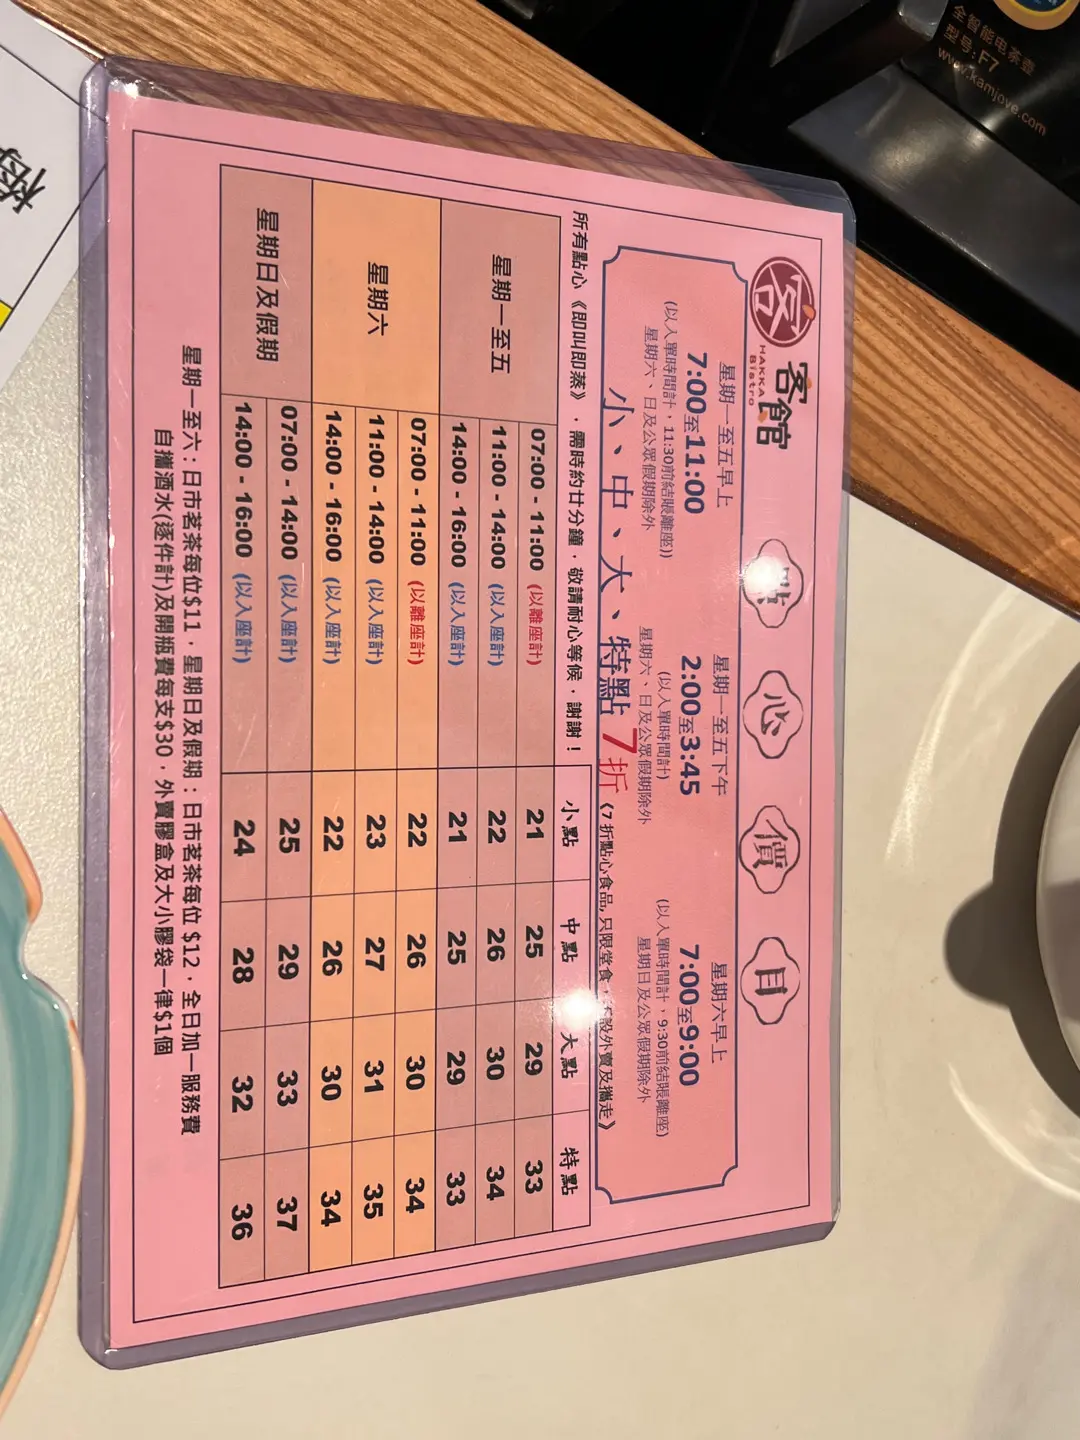 客館
HAKKA
Bistro
點心價目
星期一至五早上
7:00至11:00
(以入單時間計，11:30前結賬離座))
星期六、日及公眾假期除外
星期一至五下午
2:00至3:45
(以入單時間計)
星期六、日及公眾假期除外
星期六早上
7:00至9:00
(以入單時間計，9:30前結賬離座)
星期日及公眾假期除外
小、中、大、特點 7折《7折點心食品,只限堂食 不設外賣及攜走》
所有點心《即叫即蒸》，需時約廿分鐘，敬請耐心等候，謝謝！
小點 中點 大點 特點
星期一至五
07:00 - 11:00 (以離座計) 21 25 29 33
11:00 - 14:00 (以入座計) 22 26 30 34
14:00 - 16:00 (以入座計) 21 25 29 33
星期六
07:00 - 11:00 (以離座計) 22 26 30 34
11:00 - 14:00 (以入座計) 23 27 31 35
14:00 - 16:00 (以入座計) 22 26 30 34
星期日及假期
07:00 - 14:00 (以入座計) 25 29 33 37
14:00 - 16:00 (以入座計) 24 28 32 36
星期一至六：日市茗茶每位$11，星期日及假期：日市茗茶每位 $12，全日加一服務費
自攜酒水(逐件計)及開瓶費每支$30，外賣膠盒及大小膠袋一律$1個
全智能电茶壶
型号:F7
www.kamjove.com